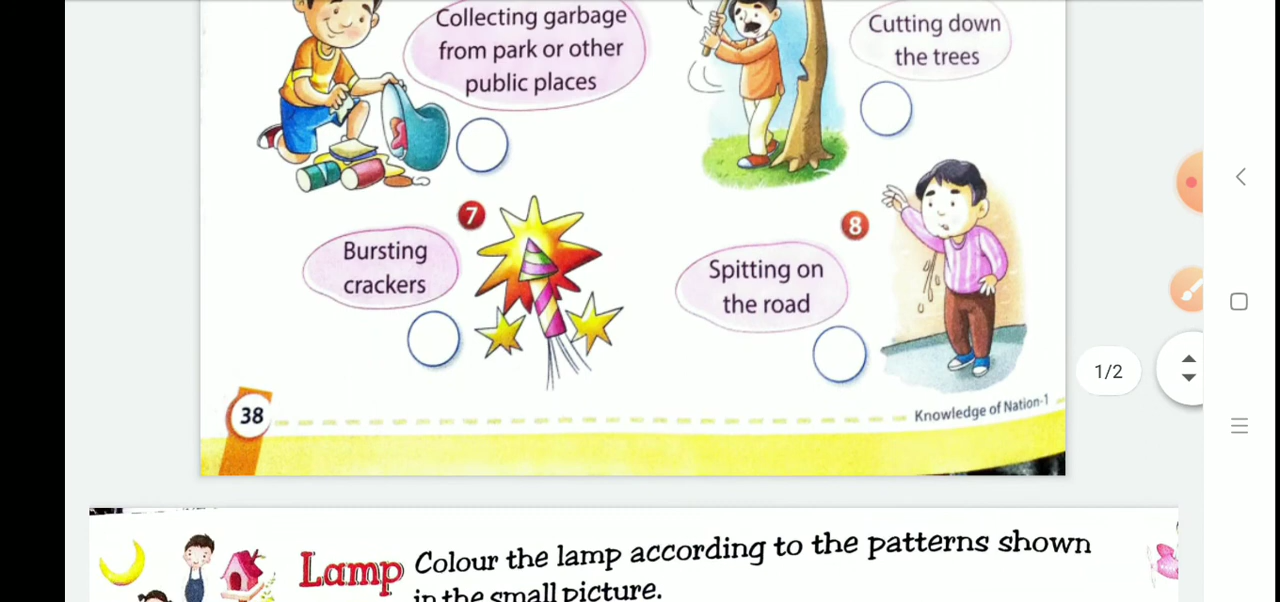 Collecting garbage
from park or other
public places
Cutting down
the trees
7
Bursting
crackers
8
Spitting on
the road
1/2
38
Knowledge of Nation-1
Lamp
Colour the lamp according to the patterns shown
in the small picture.